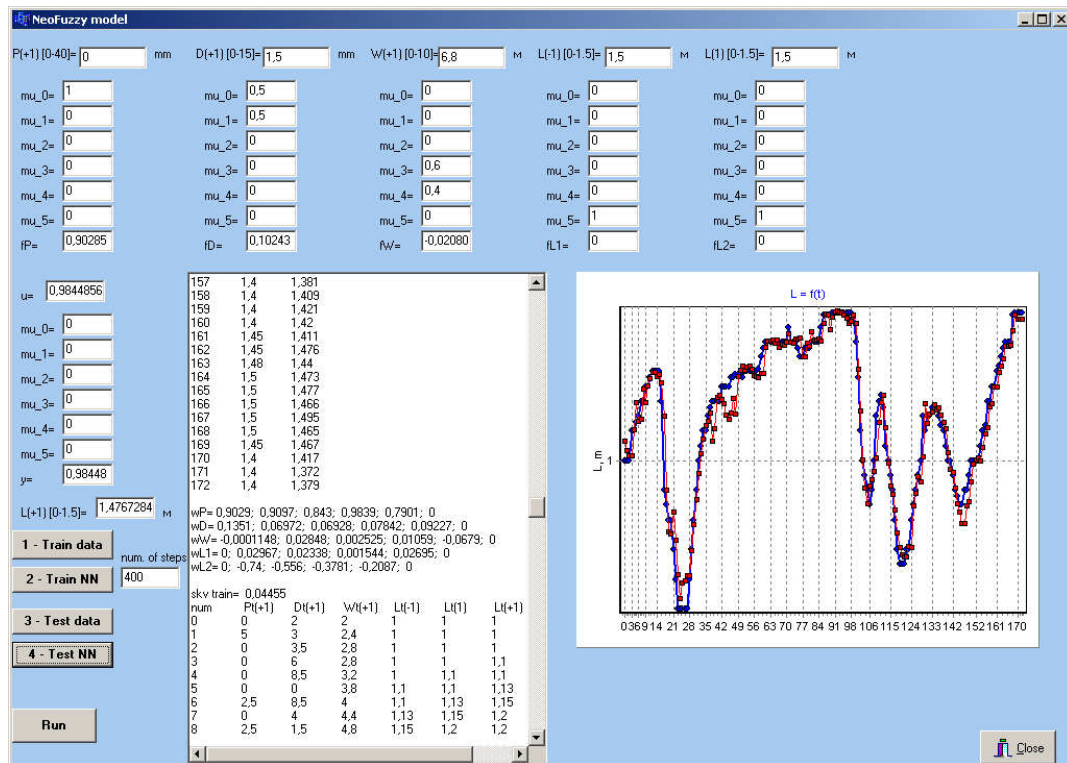 NeoFuzzy model
P(+1) [0-40]= 0 mm D(+1) [0-15]= 1,5 mm W(+1) [0-10]= 6,8 м L(-1) [0-1.5]= 1,5 м L(1) [0-1.5]= 1,5 м
mu_0= 1 mu_0= 0,5 mu_0= 0 mu_0= 0 mu_0= 0
mu_1= 0 mu_1= 0,5 mu_1= 0 mu_1= 0 mu_1= 0
mu_2= 0 mu_2= 0 mu_2= 0 mu_2= 0 mu_2= 0
mu_3= 0 mu_3= 0 mu_3= 0,6 mu_3= 0 mu_3= 0
mu_4= 0 mu_4= 0 mu_4= 0,4 mu_4= 0 mu_4= 0
mu_5= 0 mu_5= 0 mu_5= 0 mu_5= 1 mu_5= 1
fP= 0,90285 fD= 0,10243 fW= -0,02080 fL1= 0 fL2= 0
u= 0,9844856
mu_0= 0
mu_1= 0
mu_2= 0
mu_3= 0
mu_4= 0
mu_5= 0
y= 0,98448
L(+1) [0-1.5]= 1,4767284 м
1 - Train data
num. of steps
2 - Train NN
400
3 - Test data
4 - Test NN
Run
157 1,4 1,381
158 1,4 1,409
159 1,4 1,421
160 1,4 1,42
161 1,45 1,411
162 1,45 1,476
163 1,48 1,44
164 1,5 1,473
165 1,5 1,477
166 1,5 1,466
167 1,5 1,495
168 1,5 1,465
169 1,45 1,467
170 1,4 1,417
171 1,4 1,372
172 1,4 1,379
wP= 0,9029; 0,9097; 0,843; 0,9839; 0,7901; 0
wD= 0,1351; 0,06972; 0,06928; 0,07842; 0,09227; 0
wW= -0,0001148; 0,02848; 0,002525; 0,01059; -0,0679; 0
wL1= 0; 0,02967; 0,02338; 0,001544; 0,02695; 0
wL2= 0; -0,74; -0,556; -0,3781; -0,2087; 0
skv train= 0,04455
num Pt(+1) Dt(+1) Wt(+1) Lt(-1) Lt(1) Lt(+1)
0 0 2 2 1 1 1
1 5 3 2,4 1 1 1
2 0 3,5 2,8 1 1 1
3 0 6 2,8 1 1 1,1
4 0 8,5 3,2 1 1,1 1,1
5 0 0 3,8 1,1 1,1 1,13
6 2,5 8,5 4 1,1 1,13 1,15
7 0 4 4,4 1,13 1,15 1,2
8 2,5 1,5 4,8 1,15 1,2 1,2
L = f(t)
L, m
1
0 3 6 9 14 21 28 35 42 49 56 63 70 77 84 91 98 106 115 124 133 142 152 161 170
Close